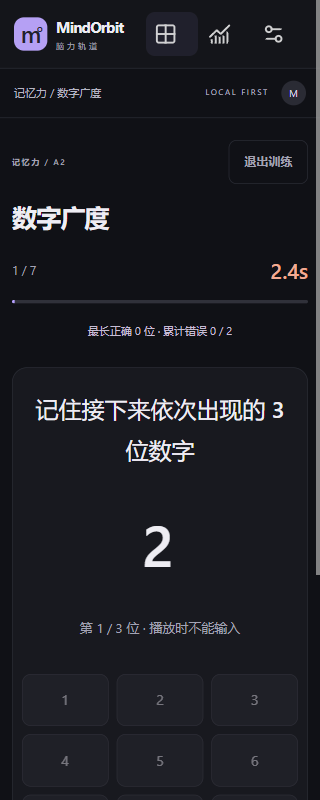 MindOrbit
脑力轨道
记忆力 / 数字广度
LOCAL FIRST
M
记忆力 / A2
退出训练
数字广度
1 / 7
2.4s
最长正确 0 位 · 累计错误 0 / 2
记住接下来依次出现的 3
位数字
2
第 1 / 3 位 · 播放时不能输入
1
2
3
4
5
6